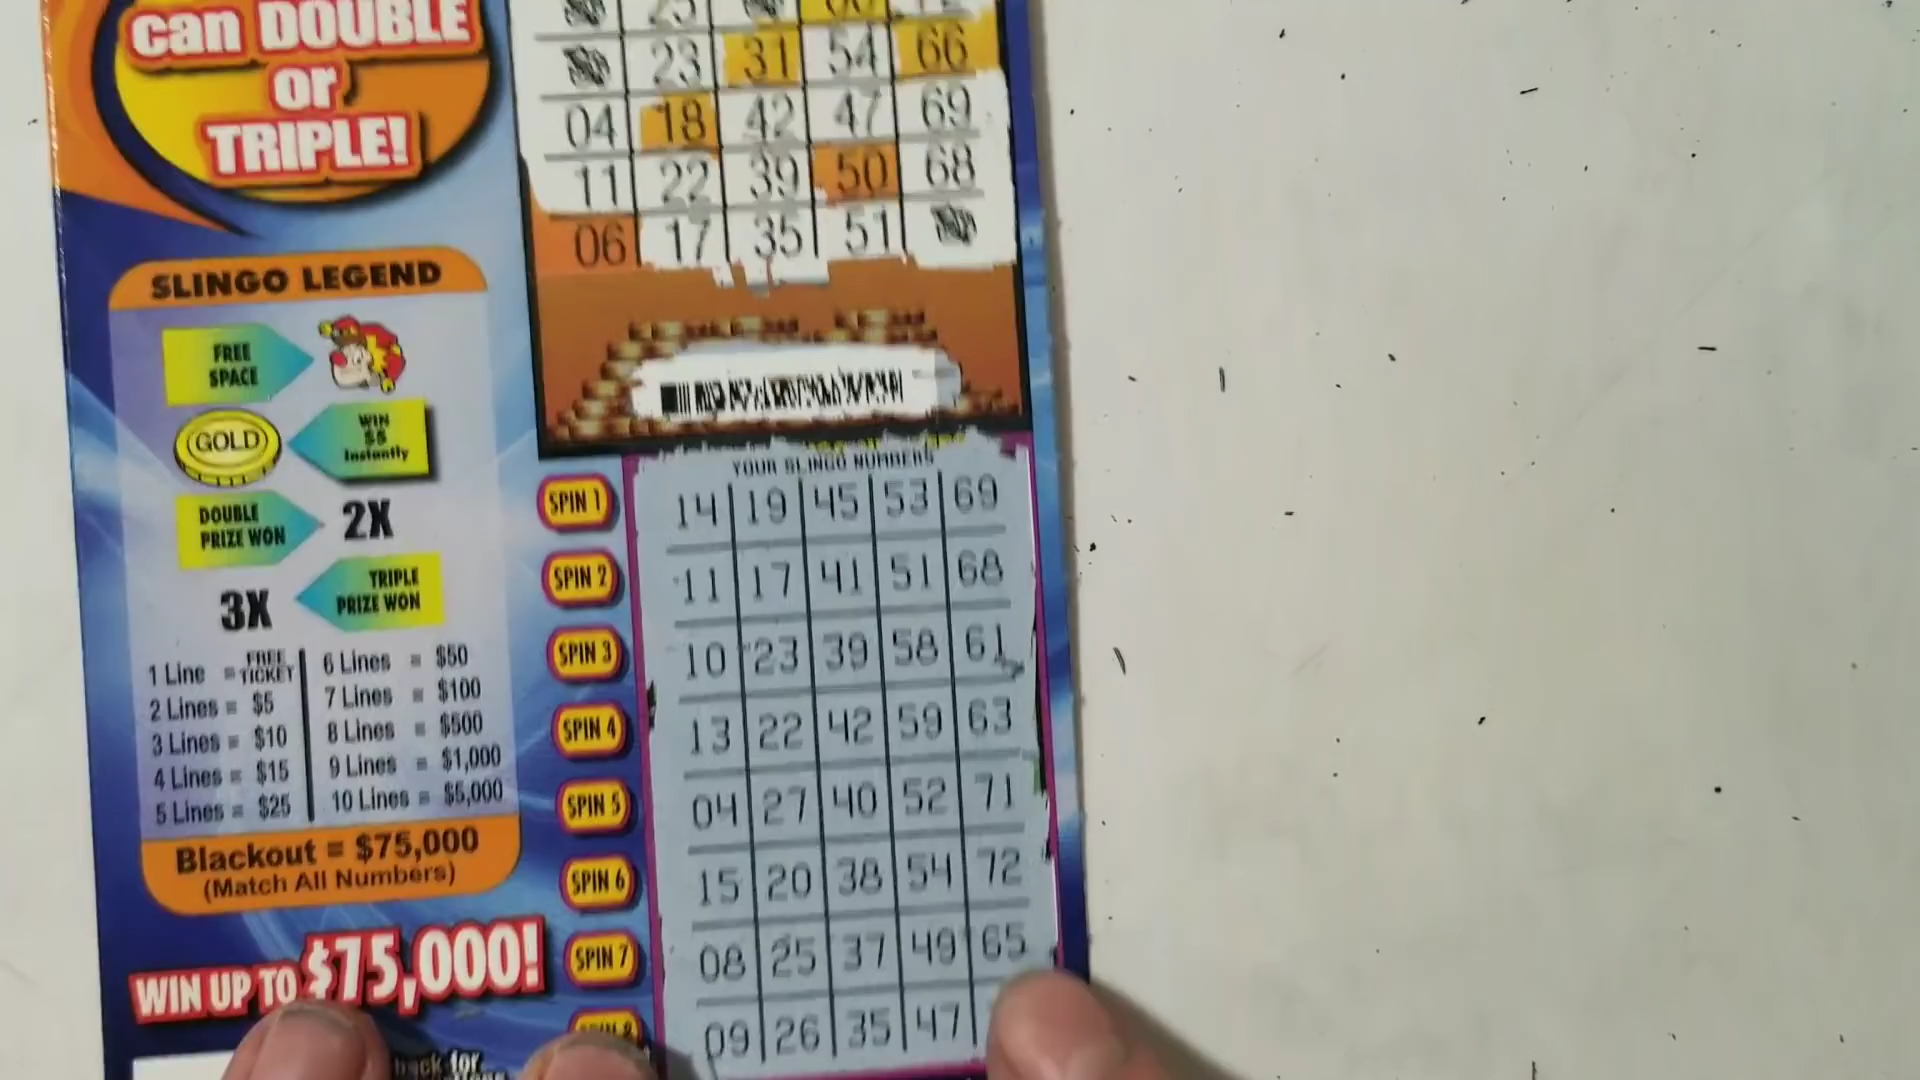 can DOUBLE
or
TRIPLE!
25
23 31 54 66
04 18 42 47 69
11 22 39 50 68
06 17 35 51
SLINGO LEGEND
FREE
SPACE
GOLD
WIN
$5
Instantly
DOUBLE
PRIZE WON
2X
3X
TRIPLE
PRIZE WON
1 Line = FREE TICKET
2 Lines = $5
3 Lines = $10
4 Lines = $15
5 Lines = $25
6 Lines = $50
7 Lines = $100
8 Lines = $500
9 Lines = $1,000
10 Lines = $5,000
Blackout = $75,000
(Match All Numbers)
WIN UP TO $75,000!
back for
YOUR SLINGO NUMBERS
SPIN 1 14 19 45 53 69
SPIN 2 11 17 41 51 68
SPIN 3 10 23 39 58 61
SPIN 4 13 22 42 59 63
SPIN 5 04 27 40 52 71
SPIN 6 15 20 38 54 72
SPIN 7 08 25 37 49 65
SPIN 8 09 26 35 47